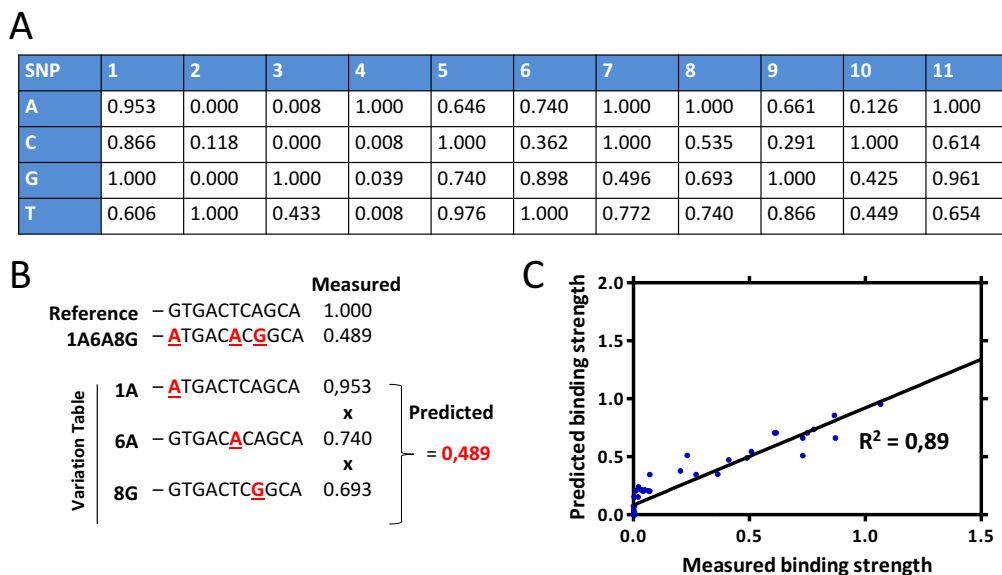 A
SNP 1 2 3 4 5 6 7 8 9 10 11
A 0.953 0.000 0.008 1.000 0.646 0.740 1.000 1.000 0.661 0.126 1.000
C 0.866 0.118 0.000 0.008 1.000 0.362 1.000 0.535 0.291 1.000 0.614
G 1.000 0.000 1.000 0.039 0.740 0.898 0.496 0.693 1.000 0.425 0.961
T 0.606 1.000 0.433 0.008 0.976 1.000 0.772 0.740 0.866 0.449 0.654
B
Measured
Reference – GTGACTCAGCA 1.000
1A6A8G – ATGACACGGCA 0.489
Variation Table
1A – ATGACTCAGCA 0,953
x
6A – GTGACACAGCA 0.740
x
8G – GTGACTCGGCA 0.693
Predicted
= 0,489
C
Predicted binding strength
2.0
1.5
1.0
0.5
0.0
R² = 0,89
0.0 0.5 1.0 1.5
Measured binding strength